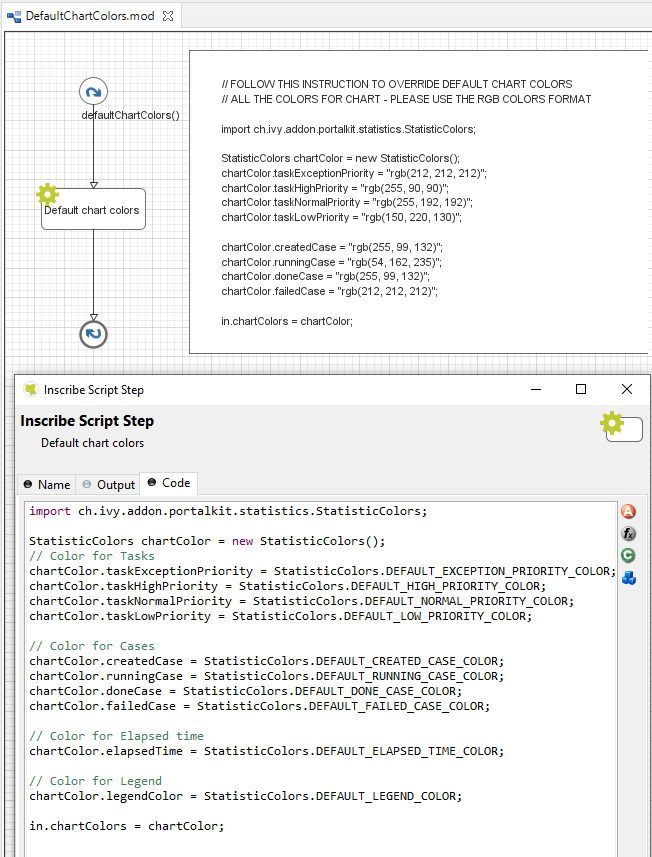 DefaultChartColors.mod
defaultChartColors()
Default chart colors
// FOLLOW THIS INSTRUCTION TO OVERRIDE DEFAULT CHART COLORS
// ALL THE COLORS FOR CHART - PLEASE USE THE RGB COLORS FORMAT
import ch.ivy.addon.portalkit.statistics.StatisticColors;
StatisticColors chartColor = new StatisticColors();
chartColor.taskExceptionPriority = "rgb(212, 212, 212)";
chartColor.taskHighPriority = "rgb(255, 90, 90)";
chartColor.taskNormalPriority = "rgb(255, 192, 192)";
chartColor.taskLowPriority = "rgb(150, 220, 130)";
chartColor.createdCase = "rgb(255, 99, 132)";
chartColor.runningCase = "rgb(54, 162, 235)";
chartColor.doneCase = "rgb(255, 99, 132)";
chartColor.failedCase = "rgb(212, 212, 212)";
in.chartColors = chartColor;
Inscribe Script Step
Inscribe Script Step
Default chart colors
Name Output Code
import ch.ivy.addon.portalkit.statistics.StatisticColors;
StatisticColors chartColor = new StatisticColors();
// Color for Tasks
chartColor.taskExceptionPriority = StatisticColors.DEFAULT_EXCEPTION_PRIORITY_COLOR;
chartColor.taskHighPriority = StatisticColors.DEFAULT_HIGH_PRIORITY_COLOR;
chartColor.taskNormalPriority = StatisticColors.DEFAULT_NORMAL_PRIORITY_COLOR;
chartColor.taskLowPriority = StatisticColors.DEFAULT_LOW_PRIORITY_COLOR;
// Color for Cases
chartColor.createdCase = StatisticColors.DEFAULT_CREATED_CASE_COLOR;
chartColor.runningCase = StatisticColors.DEFAULT_RUNNING_CASE_COLOR;
chartColor.doneCase = StatisticColors.DEFAULT_DONE_CASE_COLOR;
chartColor.failedCase = StatisticColors.DEFAULT_FAILED_CASE_COLOR;
// Color for Elapsed time
chartColor.elapsedTime = StatisticColors.DEFAULT_ELAPSED_TIME_COLOR;
// Color for Legend
chartColor.legendColor = StatisticColors.DEFAULT_LEGEND_COLOR;
in.chartColors = chartColor;
A
fx
C